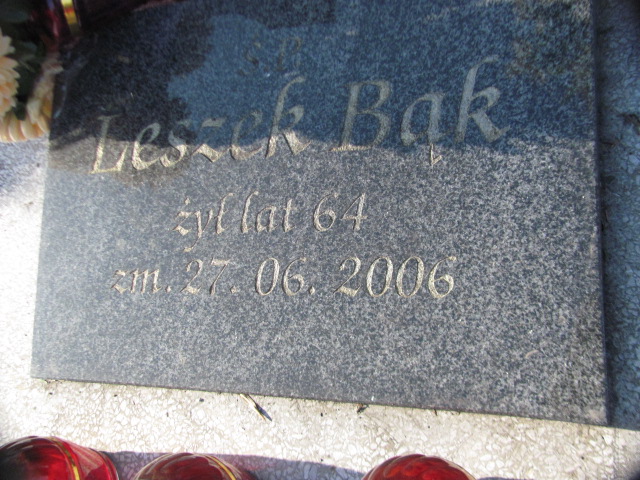 Ś.P.
Leszek Bąk
żył lat 64
zm. 27. 06. 2006